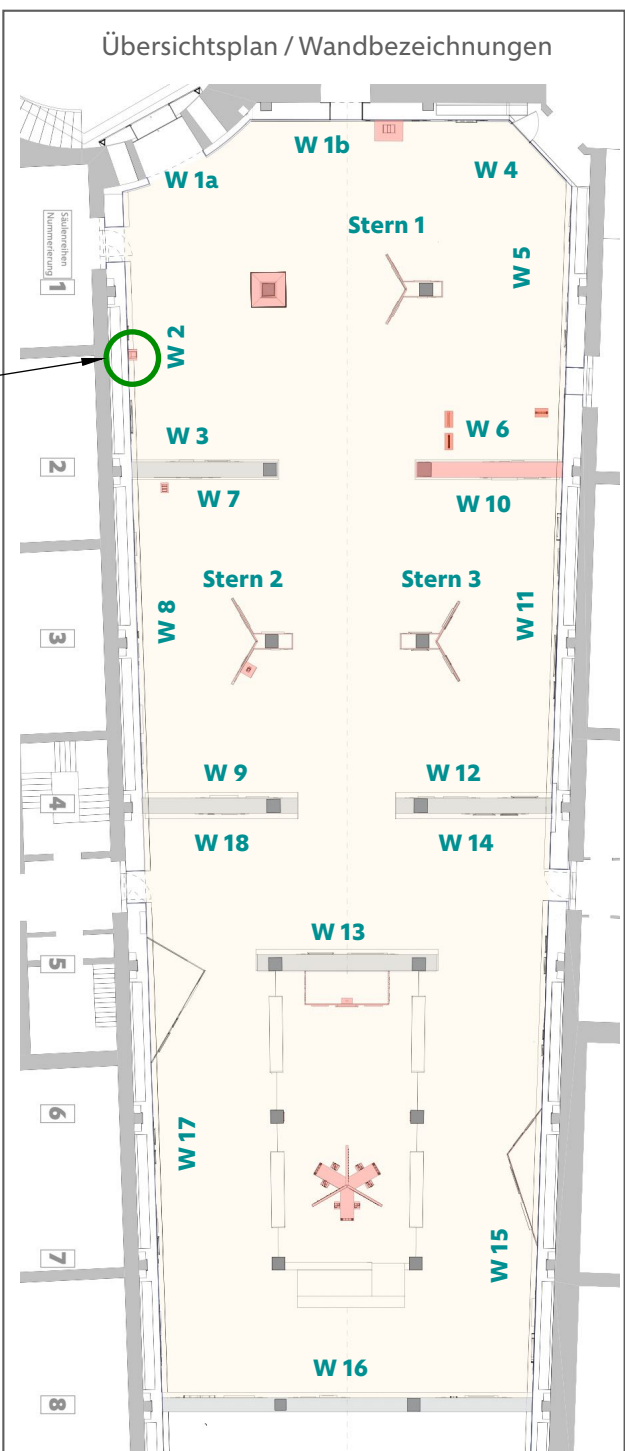 Übersichtsplan / Wandbezeichnungen
W 1b
W 1a
W 4
Stern 1
W 5
Säulenreihen
Nummerierung
1
W 2
W 3
W 6
2
W 7
W 10
Stern 2
Stern 3
3
W 8
W 11
W 9
W 12
4
W 18
W 14
W 13
5
6
W 17
7
W 15
W 16
8